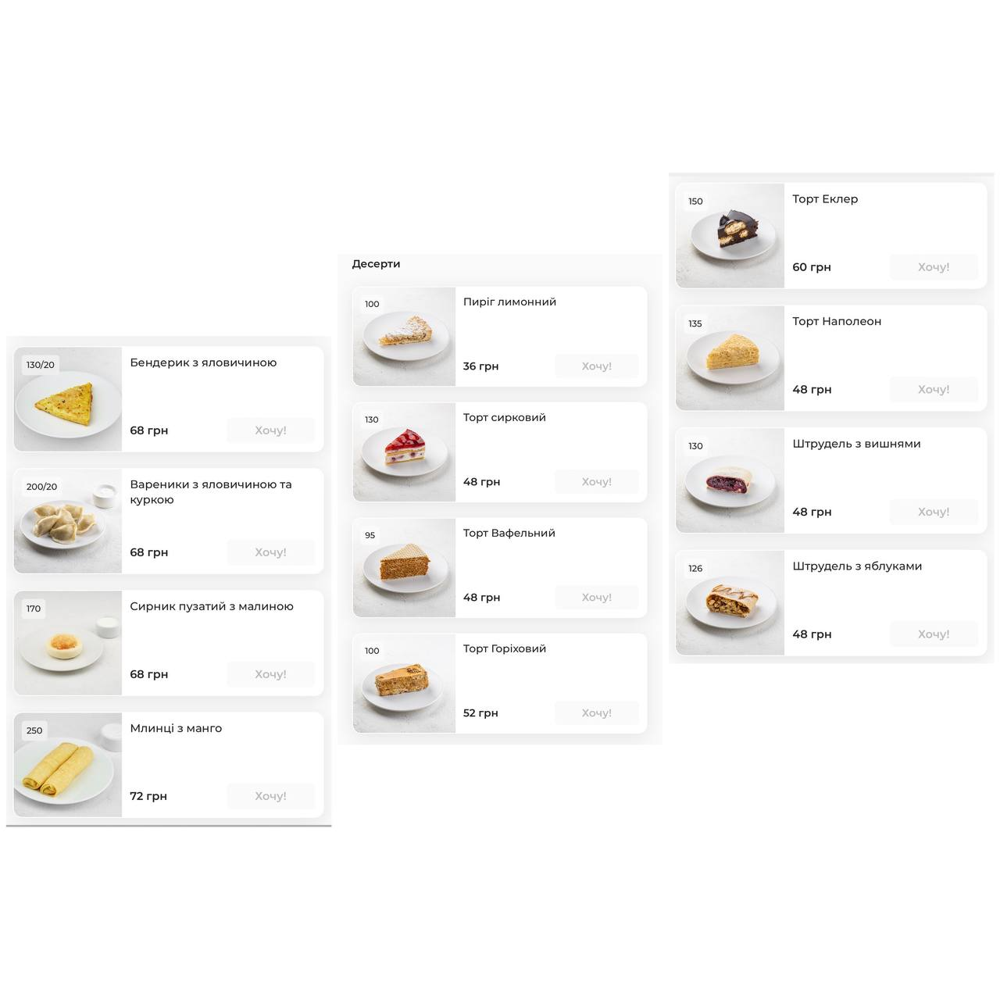 130/20
Бендерик з яловичиною
68 грн
Хочу!
200/20
Вареники з яловичиною та
куркою
68 грн
Хочу!
170
Сирник пузатий з малиною
68 грн
Хочу!
250
Млинці з манго
72 грн
Хочу!
Десерти
100
Пиріг лимонний
36 грн
Хочу!
130
Торт сирковий
48 грн
Хочу!
95
Торт Вафельний
48 грн
Хочу!
100
Торт Горіховий
52 грн
Хочу!
150
Торт Еклер
60 грн
Хочу!
135
Торт Наполеон
48 грн
Хочу!
130
Штрудель з вишнями
48 грн
Хочу!
126
Штрудель з яблуками
48 грн
Хочу!